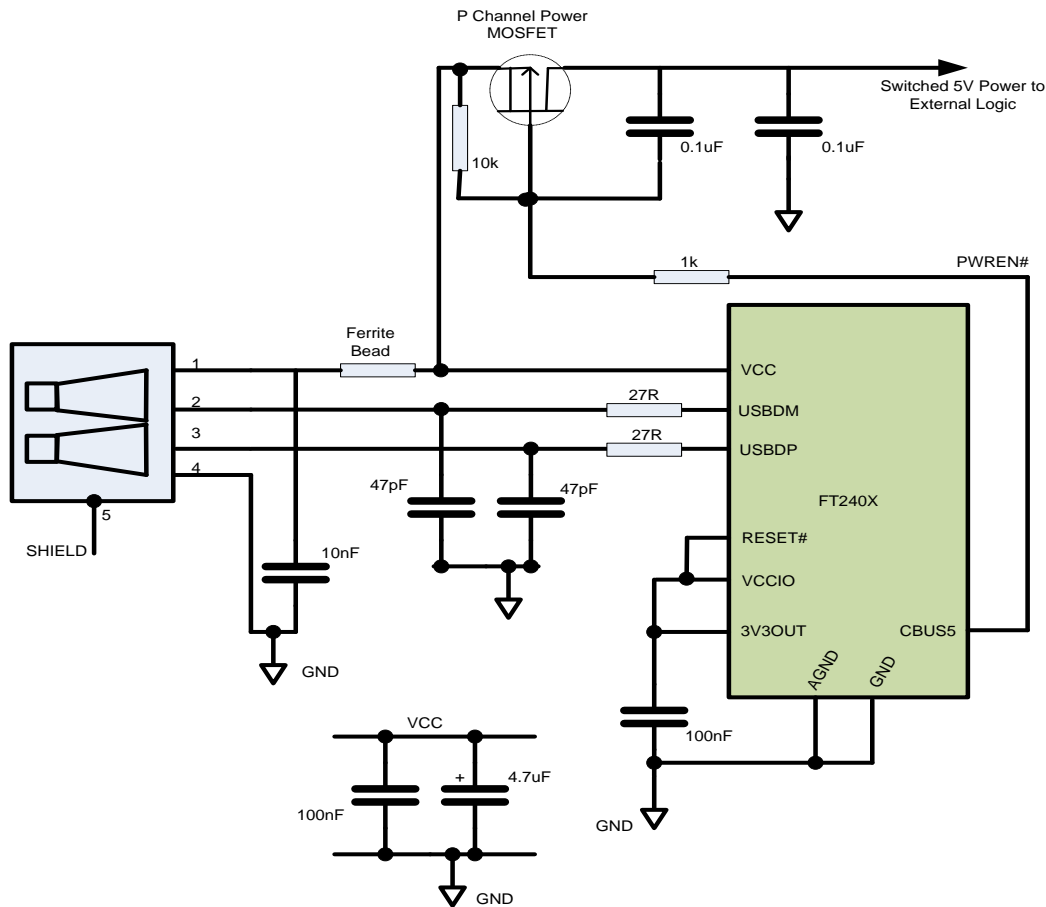 P Channel Power
MOSFET
Switched 5V Power to
External Logic
0.1uF
0.1uF
10k
1k
PWREN#
Ferrite
Bead
1
2
3
4
5
SHIELD
27R
27R
VCC
USBDM
USBDP
47pF
47pF
FT240X
10nF
RESET#
VCCIO
3V3OUT
CBUS5
AGND
GND
GND
100nF
VCC
+
4.7uF
100nF
GND
GND